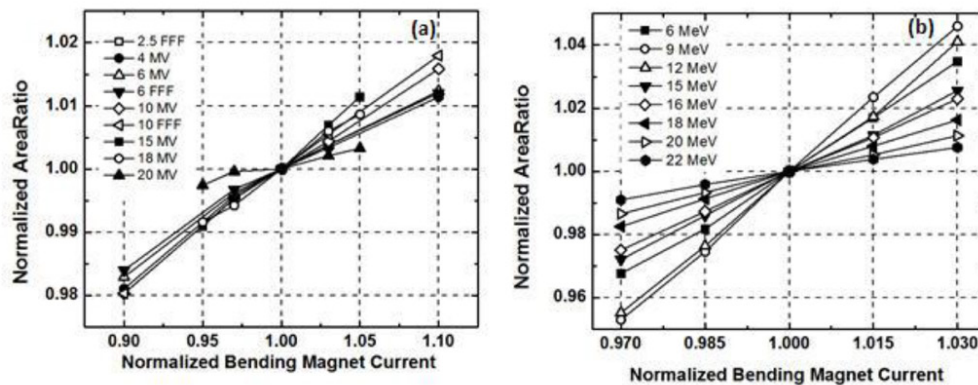 (a)
Normalized AreaRatio
1.02
1.01
1.00
0.99
0.98
2.5 FFF
4 MV
6 MV
6 FFF
10 MV
10 FFF
15 MV
18 MV
20 MV
0.90 0.95 1.00 1.05 1.10
Normalized Bending Magnet Current
(b)
Normalized AreaRatio
1.04
1.02
1.00
0.98
0.96
6 MeV
9 MeV
12 MeV
15 MeV
16 MeV
18 MeV
20 MeV
22 MeV
0.970 0.985 1.000 1.015 1.030
Normalized Bending Magnet Current